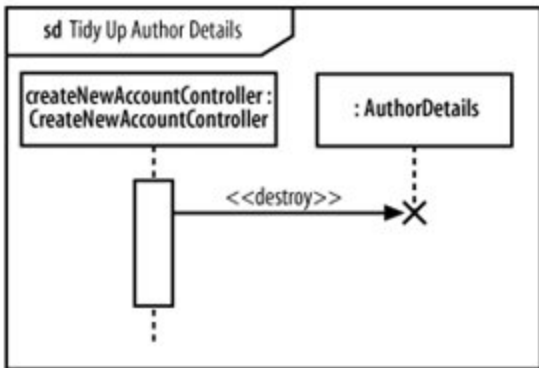 sd Tidy Up Author Details
createNewAccountController :
CreateNewAccountController
: AuthorDetails
<<destroy>>